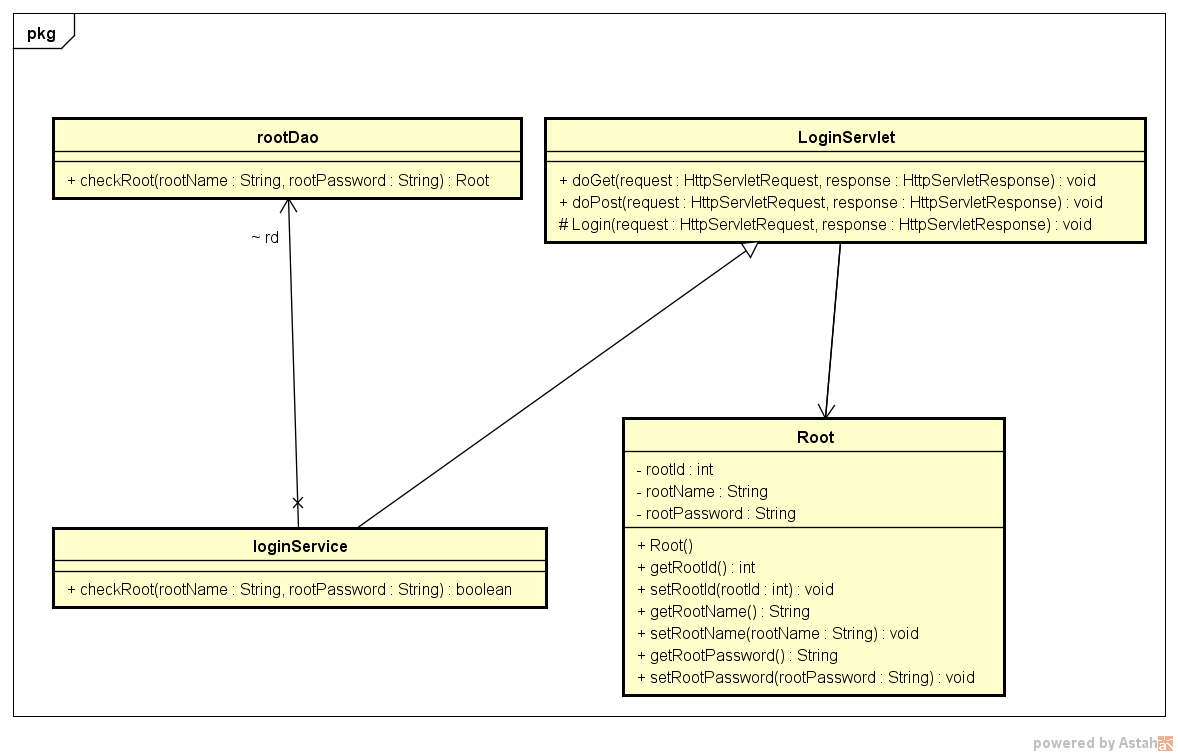 pkg
rootDao
+ checkRoot(rootName : String, rootPassword : String) : Root
LoginServlet
+ doGet(request : HttpServletRequest, response : HttpServletResponse) : void
+ doPost(request : HttpServletRequest, response : HttpServletResponse) : void
# Login(request : HttpServletRequest, response : HttpServletResponse) : void
~ rd
loginService
+ checkRoot(rootName : String, rootPassword : String) : boolean
Root
- rootId : int
- rootName : String
- rootPassword : String
+ Root()
+ getRootId() : int
+ setRootId(rootId : int) : void
+ getRootName() : String
+ setRootName(rootName : String) : void
+ getRootPassword() : String
+ setRootPassword(rootPassword : String) : void
powered by Astah